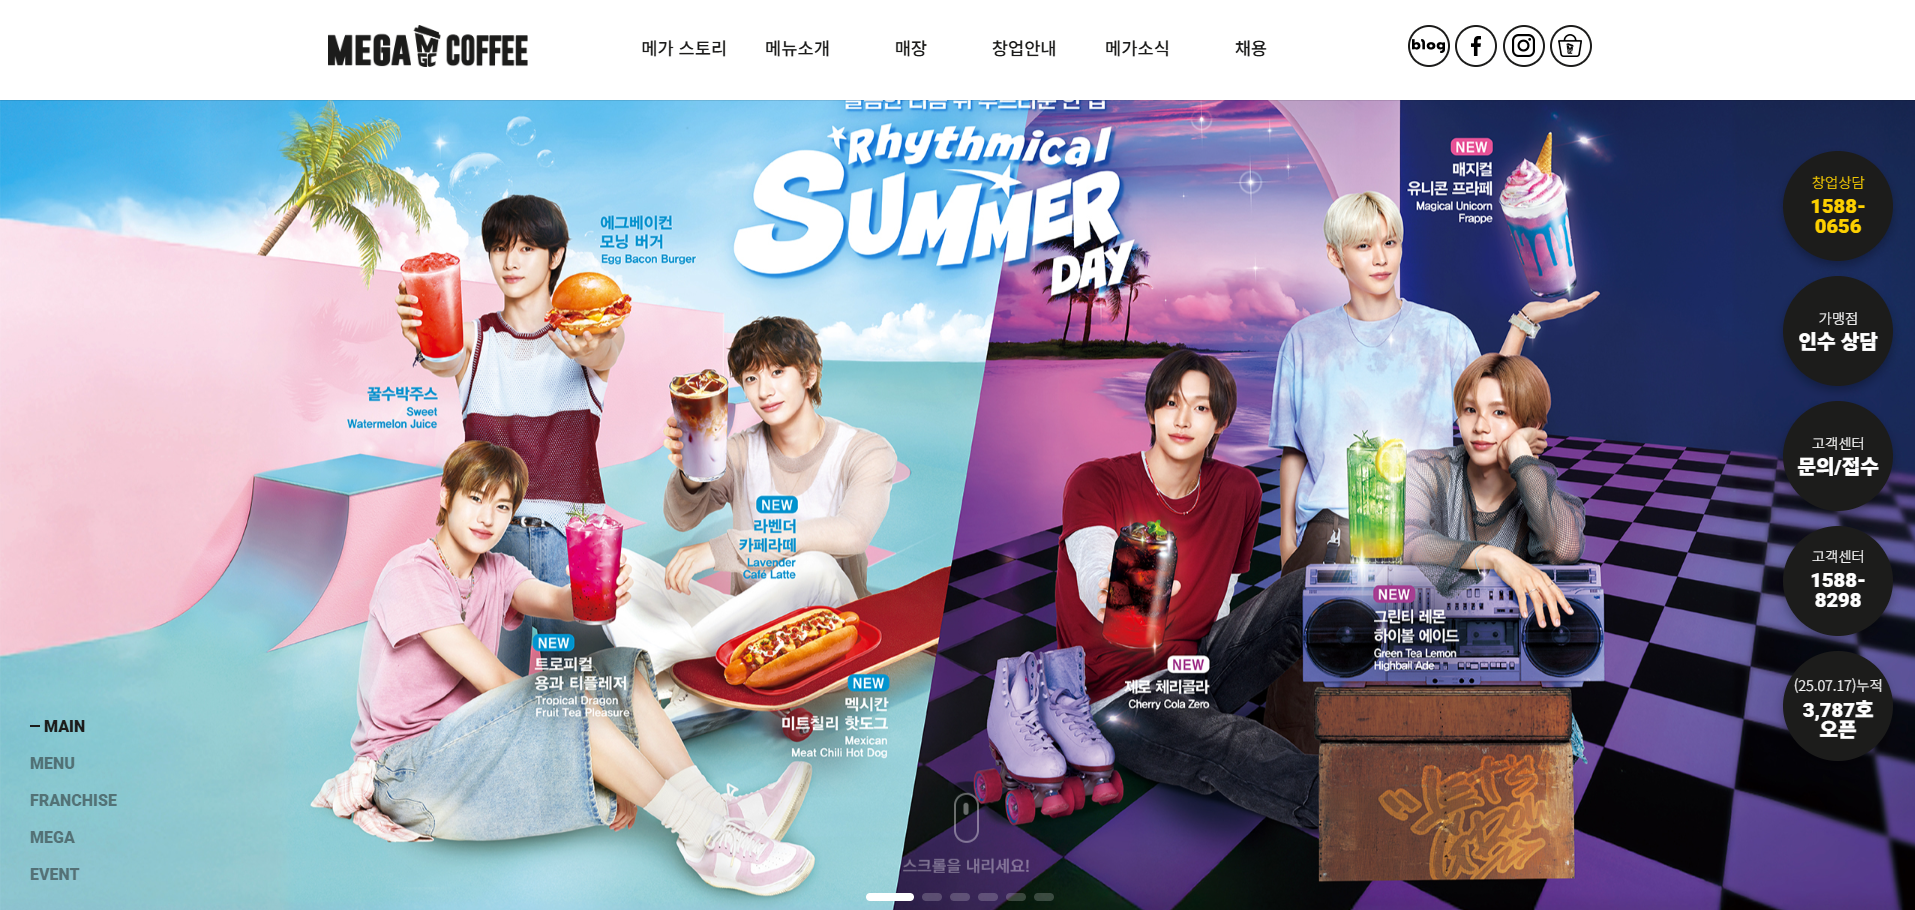 MEGA MGC COFFEE
메가 스토리
메뉴소개
매장
창업안내
메가소식
채용
blog
Rhythmical
SUMMER
DAY
에그베이컨
모닝 버거
Egg Bacon Burger
꿀수박주스
Sweet
Watermelon Juice
NEW
라벤더
카페라떼
Lavender
Café Latte
NEW
트로피컬
용과 티플레저
Tropical Dragon
Fruit Tea Pleasure
NEW
멕시칸
미트칠리 핫도그
Mexican
Meat Chili Hot Dog
NEW
매지컬
유니콘 프라페
Magical Unicorn
Frappe
NEW
그린티 레몬
하이볼 에이드
Green Tea Lemon
Highball Ade
NEW
제로 체리콜라
Cherry Cola Zero
창업상담
1588-
0656
가맹점
인수 상담
고객센터
문의/접수
고객센터
1588-
8298
(25.07.17)누적
3,787호
오픈
MAIN
MENU
FRANCHISE
MEGA
EVENT
스크롤을 내리세요!